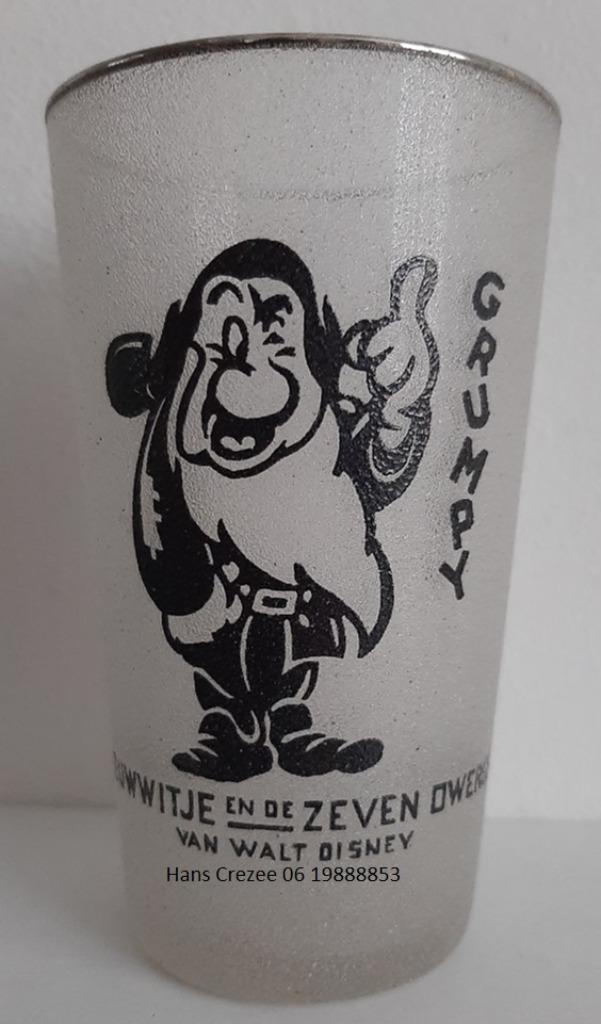 GRUMPY
EN DE ZEVEN
VAN WALT DISNEY
Hans Crezee 06 19888853